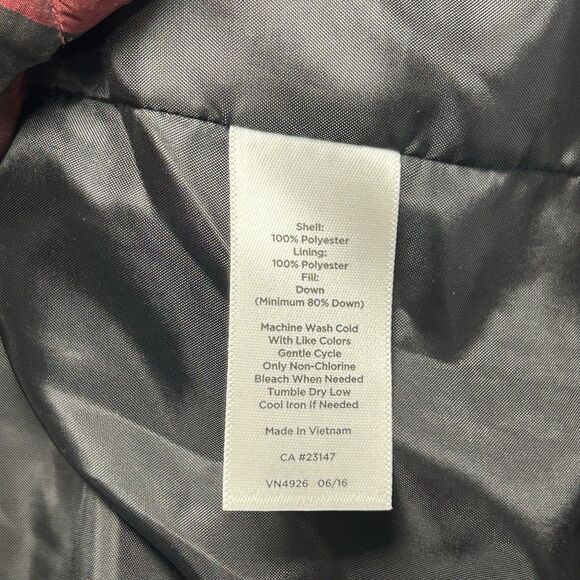 Shell:
100% Polyester
Lining:
100% Polyester
Fill:
Down
(Minimum 80% Down)
Machine Wash Cold
With Like Colors
Gentle Cycle
Only Non-Chlorine
Bleach When Needed
Tumble Dry Low
Cool Iron If Needed
Made In Vietnam
CA #23147
VN4926 06/16